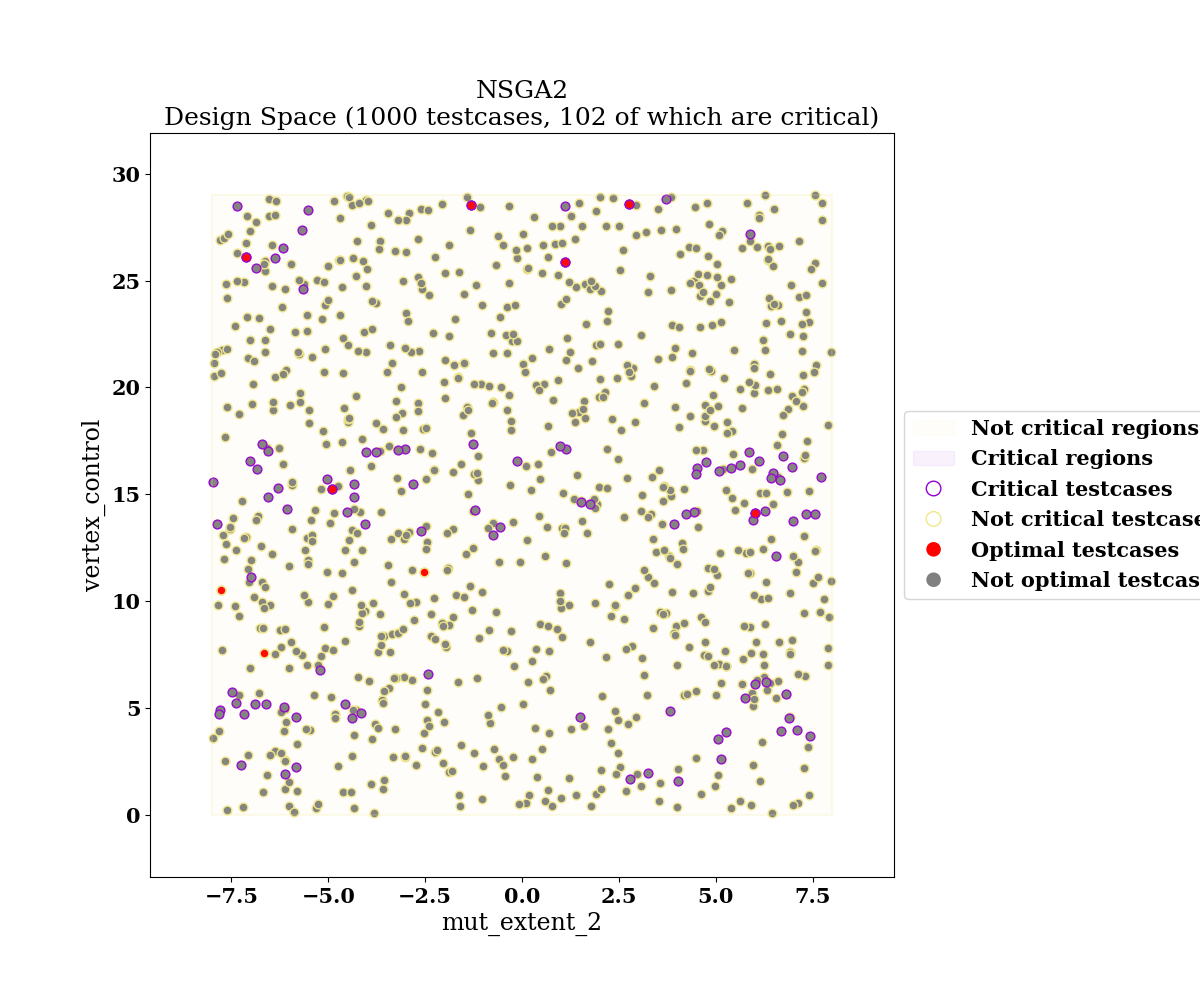 NSGA2
Design Space (1000 testcases, 102 of which are critical)
30
25
20
15
10
5
0
vertex_control
−7.5
−5.0
−2.5
0.0
2.5
5.0
7.5
mut_extent_2
Not critical regions
Critical regions
Critical testcases
Not critical testcase
Optimal testcases
Not optimal testcas